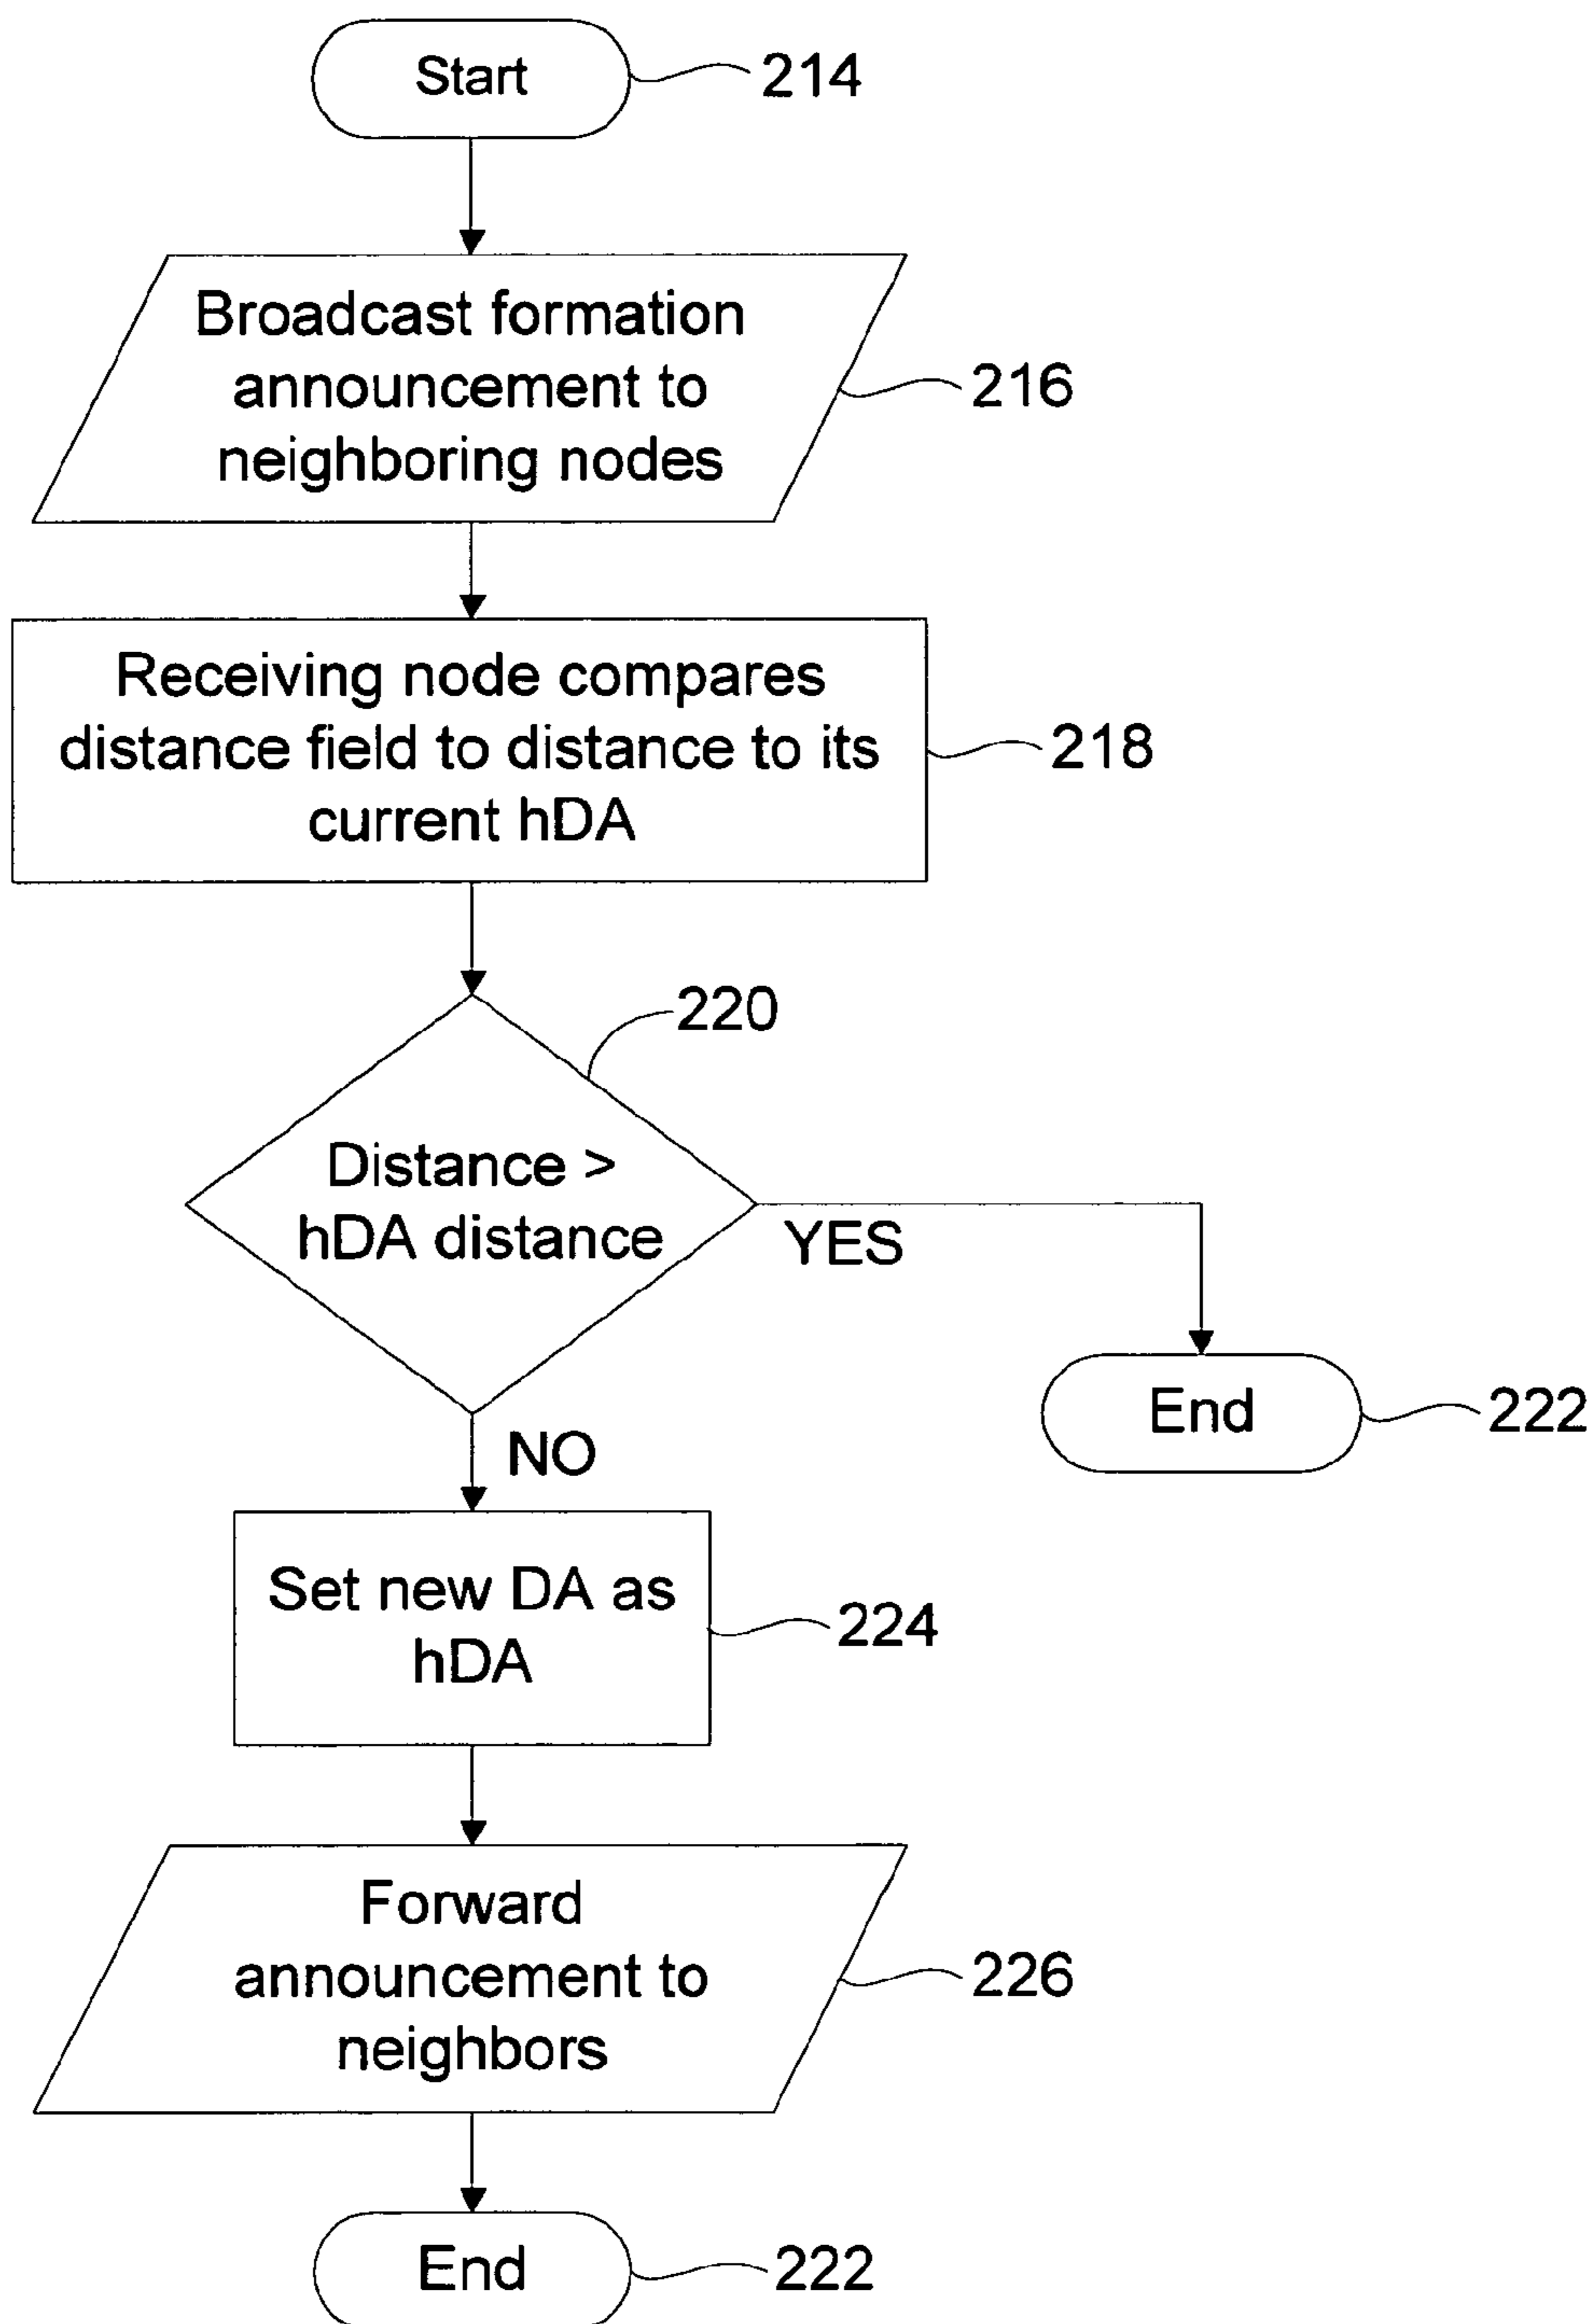 Start
214
Broadcast formation
announcement to
neighboring nodes
216
Receiving node compares
distance field to distance to its
current hDA
218
220
Distance >
hDA distance
YES
End
222
NO
Set new DA as
hDA
224
Forward
announcement to
neighbors
226
End
222